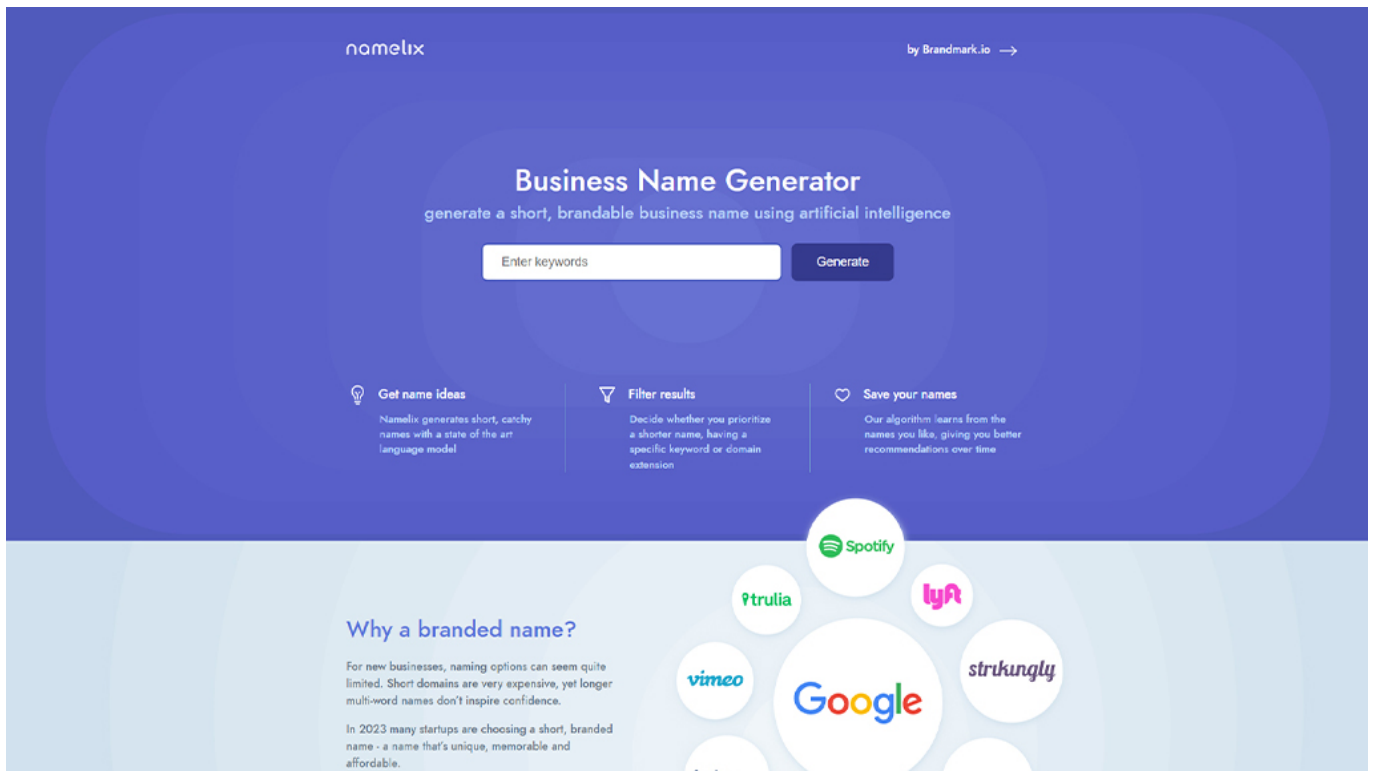 namelix
by Brandmark.io
Business Name Generator
generate a short, brandable business name using artificial intelligence
Enter keywords
Generate
Get name ideas
Namelix generates short, catchy
names with a state of the art
language model
Filter results
Decide whether you prioritize
a shorter name, having a
specific keyword or domain
extension
Save your names
Our algorithm learns from the
names you like, giving you better
recommendations over time
Spotify
trulia
lyft
Why a branded name?
For new businesses, naming options can seem quite
limited. Short domains are very expensive, yet longer
multi-word names don't inspire confidence.
In 2023 many startups are choosing a short, branded
name - a name that's unique, memorable and
affordable.
vimeo
Google
strikingly